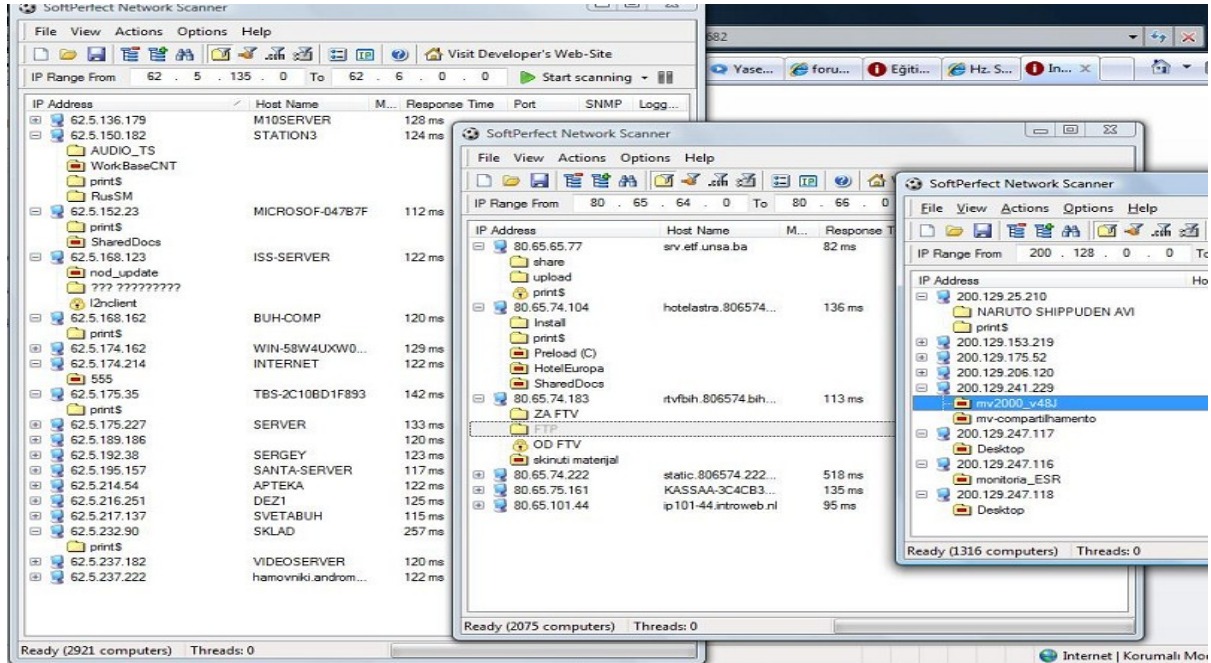 SoftPerfect Network Scanner
File View Actions Options Help
Visit Developer's Web-Site
IP Range From 62 . 5 . 135 . 0 To 62 . 6 . 0 . 0 Start scanning
IP Address Host Name M... Response Time Port SNMP Logg...
62.5.136.179 M10SERVER 128 ms
62.5.150.182 STATION3 124 ms
AUDIO_TS
WorkBaseCNT
print$
RusSM
62.5.152.23 MICROSOF-047B7F 112 ms
print$
SharedDocs
62.5.168.123 ISS-SERVER 122 ms
nod_update
??? ?????????
l2nclient
62.5.168.162 BUH-COMP 120 ms
print$
62.5.174.162 WIN-58W4UXW0... 129 ms
62.5.174.214 INTERNET 122 ms
555
62.5.175.35 TBS-2C10BD1F893 142 ms
print$
62.5.175.227 SERVER 133 ms
62.5.189.186 120 ms
62.5.192.38 SERGEY 123 ms
62.5.195.157 SANTA-SERVER 117 ms
62.5.214.54 APTEKA 122 ms
62.5.216.251 DEZ1 125 ms
62.5.217.137 SVETABUH 115 ms
62.5.232.90 SKLAD 257 ms
print$
62.5.237.182 VIDEOSERVER 120 ms
62.5.237.222 hamovniki.androm... 122 ms
Ready (2921 computers) Threads: 0
682
Yase... foru... Eğiti... Hz. S... In...
SoftPerfect Network Scanner
File View Actions Options Help
IP Range From 80 . 65 . 64 . 0 To 80 . 66 . 0
IP Address Host Name M... Response T
80.65.65.77 srv.etf.unsa.ba 82 ms
share
upload
print$
80.65.74.104 hotelastra.806574... 136 ms
Install
print$
Preload (C)
HotelEuropa
SharedDocs
80.65.74.183 rtvfbih.806574.bih... 113 ms
ZA FTV
FTP
OD FTV
skinuti materijal
80.65.74.222 static.806574.222... 518 ms
80.65.75.161 KASSAA-3C4CB3... 135 ms
80.65.101.44 ip101-44.introweb.nl 95 ms
Ready (2075 computers) Threads: 0
SoftPerfect Network Scanner
File View Actions Options Help
IP Range From 200 . 128 . 0 . 0 To
IP Address Ho
200.129.25.210
NARUTO SHIPPUDEN AVI
print$
200.129.153.219
200.129.175.52
200.129.206.120
200.129.241.229
mv2000_v48J
mv-compartilhamento
200.129.247.117
Desktop
200.129.247.116
monitoria_ESR
200.129.247.118
Desktop
Ready (1316 computers) Threads: 0
Internet | Korumalı Mo